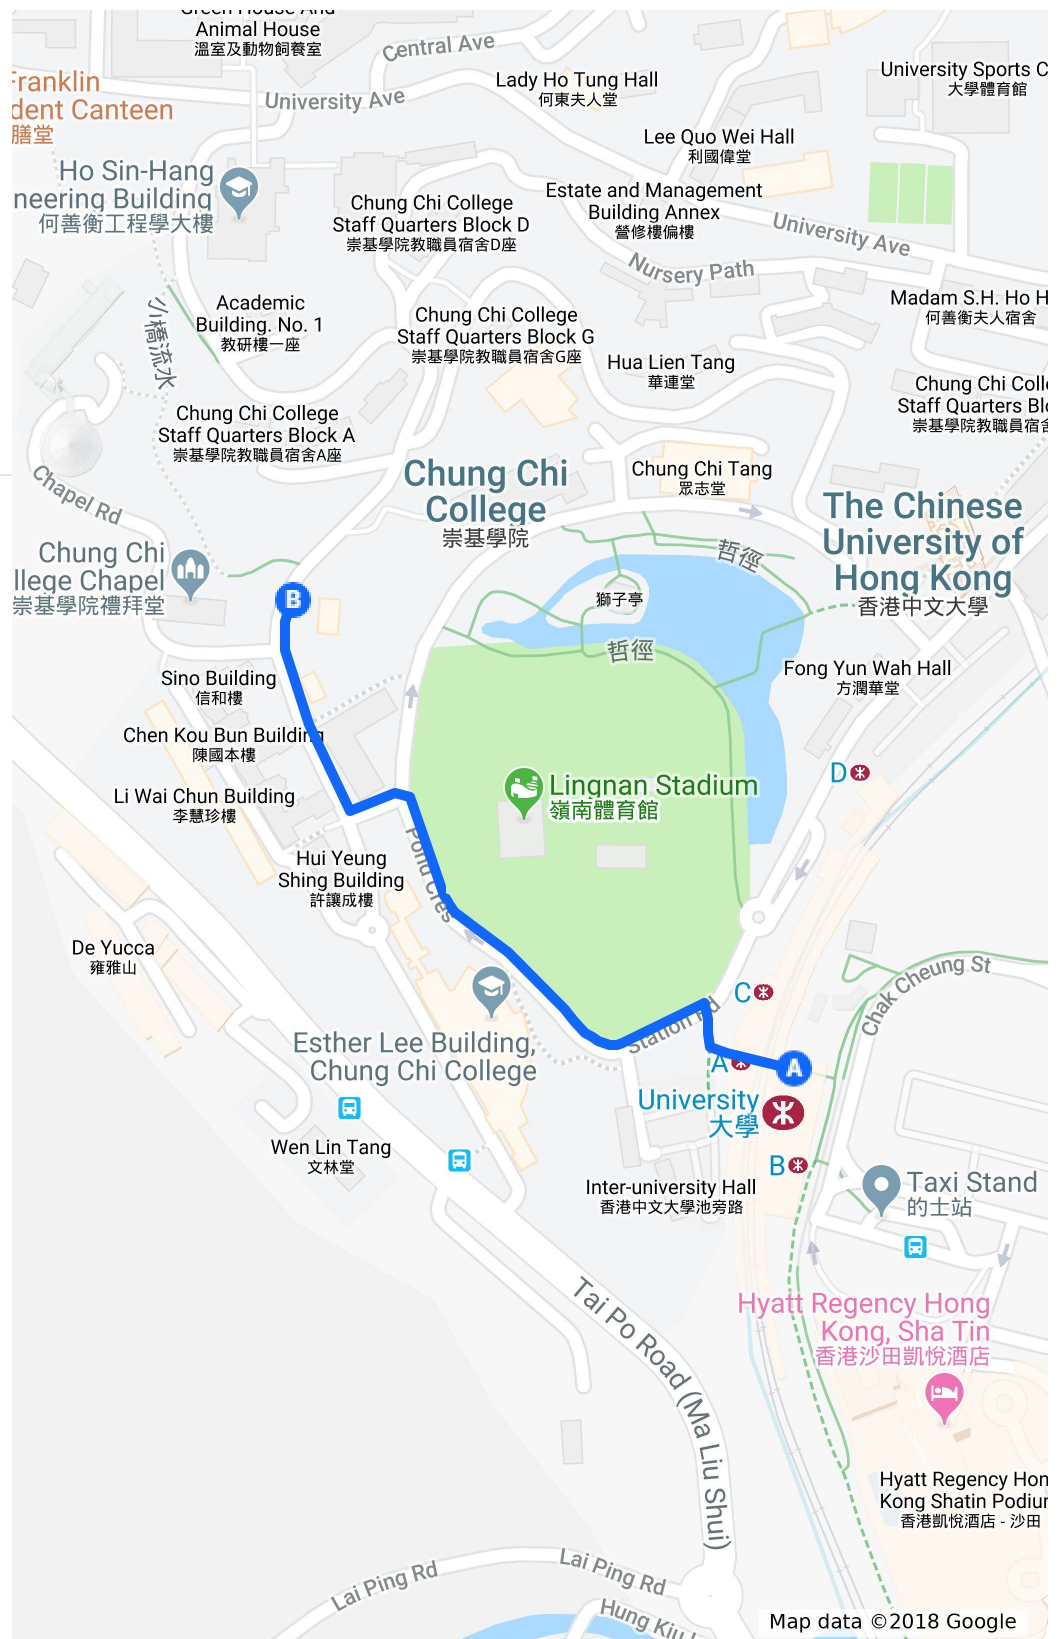 Green House And
Animal House
溫室及動物飼養室
Central Ave
University Ave
Lady Ho Tung Hall
何東夫人堂
University Sports C
大學體育館
Franklin
dent Canteen
膳堂
Lee Quo Wei Hall
利國偉堂
Ho Sin-Hang
neering Building
何善衡工程學大樓
Chung Chi College
Staff Quarters Block D
崇基學院教職員宿舍D座
Estate and Management
Building Annex
營修樓偏樓
University Ave
Nursery Path
小橋流水
Academic
Building. No. 1
教研樓一座
Chung Chi College
Staff Quarters Block G
崇基學院教職員宿舍G座
Madam S.H. Ho H
何善衡夫人宿舍
Hua Lien Tang
華連堂
Chung Chi Colle
Staff Quarters Blo
崇基學院教職員宿舍
Chung Chi College
Staff Quarters Block A
崇基學院教職員宿舍A座
Chapel Rd
Chung Chi
College
崇基學院
Chung Chi Tang
眾志堂
The Chinese
University of
Hong Kong
香港中文大學
Chung Chi
llege Chapel
崇基學院禮拜堂
哲徑
B
獅子亭
哲徑
Sino Building
信和樓
Fong Yun Wah Hall
方潤華堂
Chen Kou Bun Building
陳國本樓
D
Li Wai Chun Building
李慧珍樓
Lingnan Stadium
嶺南體育館
Pond Cres
Hui Yeung
Shing Building
許讓成樓
De Yucca
雍雅山
C
Chak Cheung St
Station Rd
Esther Lee Building,
Chung Chi College
A
A
University
大學
Wen Lin Tang
文林堂
B
Inter-university Hall
香港中文大學池旁路
Taxi Stand
的士站
Tai Po Road (Ma Liu Shui)
Hyatt Regency Hong
Kong, Sha Tin
香港沙田凱悅酒店
Hyatt Regency Hon
Kong Shatin Podium
香港凱悅酒店 - 沙田
Lai Ping Rd
Lai Ping Rd
Hung Kiu
Map data ©2018 Google